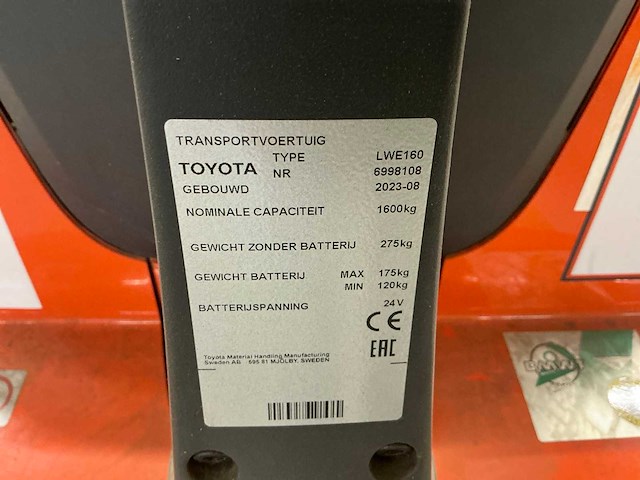 TRANSPORTVOERTUIG
TOYOTA TYPE LWE160
NR 6998108
GEBOUWD 2023-08
NOMINALE CAPACITEIT 1600kg
GEWICHT ZONDER BATTERIJ 275kg
GEWICHT BATTERIJ MAX 175kg
MIN 120kg
BATTERIJSPANNING 24V
CE
EAC
Toyota Material Handling Manufacturing
Sweden AB 595 81 MJÖLBY, SWEDEN
BMWT